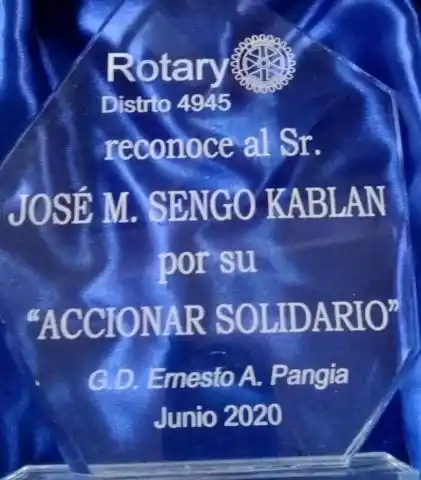 Rotary
Distrto 4945
reconoce al Sr.
JOSÉ M. SENGO KABLAN
por su
“ACCIONAR SOLIDARIO”
G.D. Ernesto A. Pangia
Junio 2020